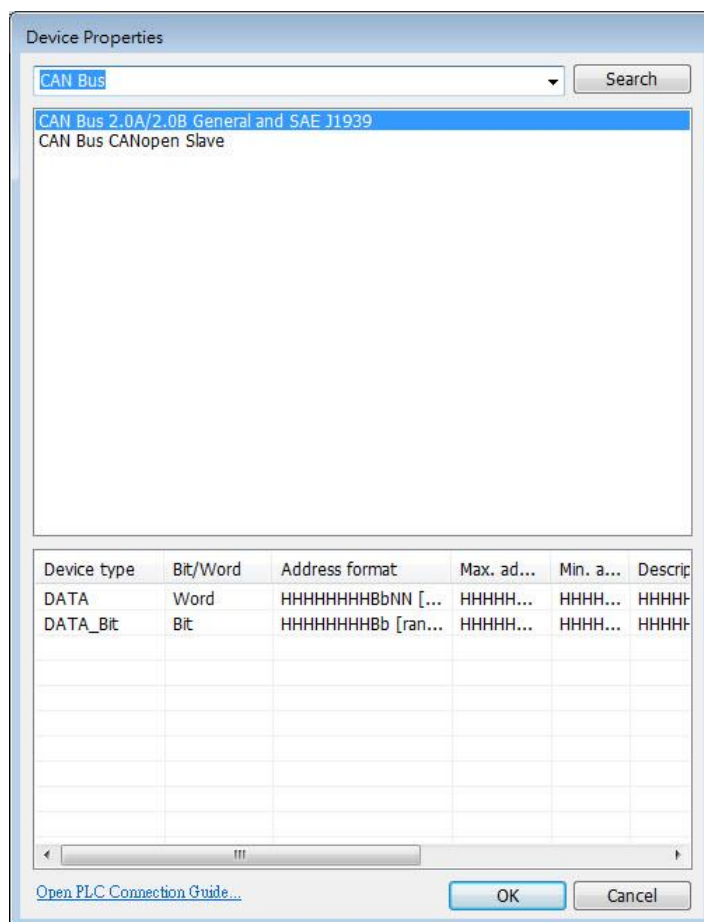 Device Properties
CAN Bus
Search
CAN Bus 2.0A/2.0B General and SAE J1939
CAN Bus CANopen Slave
Device type Bit/Word Address format Max. ad... Min. a... Descrip
DATA Word HHHHHHHHBbNN [... HHHHH... HHHH... HHHHH
DATA_Bit Bit HHHHHHHHBb [ran... HHHHH... HHHH... HHHHH
Open PLC Connection Guide...
OK
Cancel